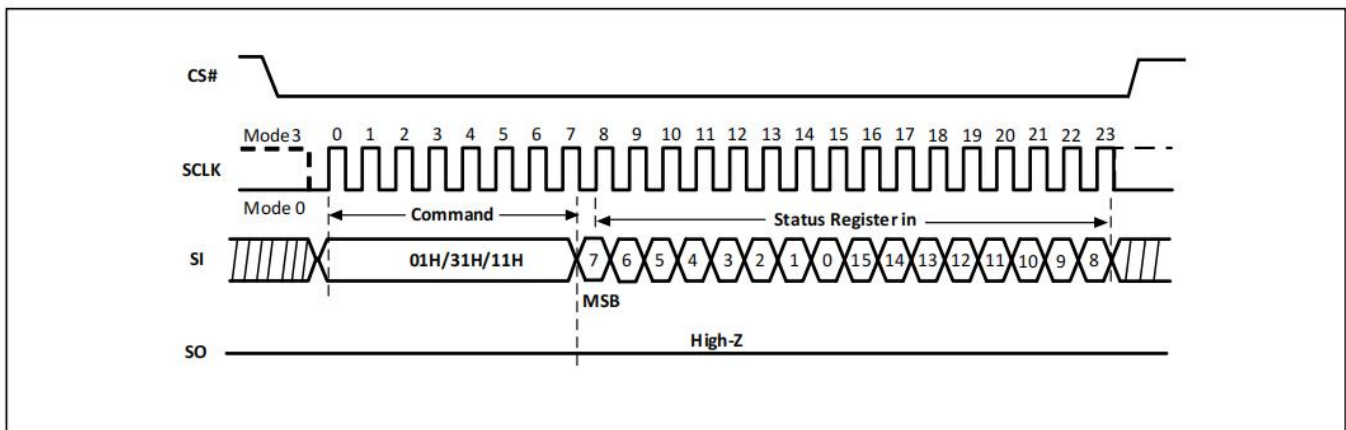 CS#
Mode 3 0 1 2 3 4 5 6 7 8 9 10 11 12 13 14 15 16 17 18 19 20 21 22 23
SCLK
Mode 0 Command Status Register in
SI 01H/31H/11H 7 6 5 4 3 2 1 0 15 14 13 12 11 10 9 8
MSB
High-Z
SO